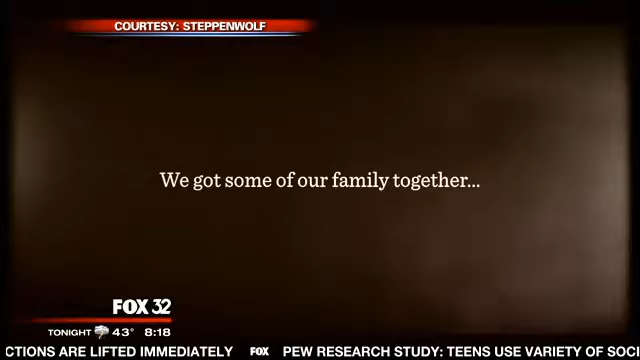 COURTESY: STEPPENWOLF
We got some of our family together...
FOX 32
TONIGHT 43° 8:18
CTIONS ARE LIFTED IMMEDIATELY FOX PEW RESEARCH STUDY: TEENS USE VARIETY OF SOCI